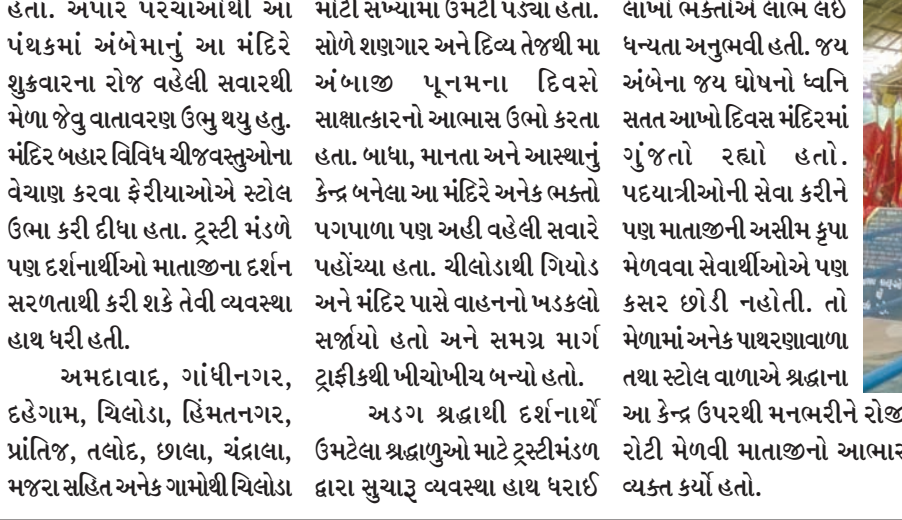 હતા. અપાર પરચાઓથી આ
પંથકમાં અંબેમાનું આ મંદિરે
શુક્રવારના રોજ વહેલી સવારથી
મેળા જેવુ વાતાવરણ ઉભુ થયુ હતુ.
મંદિર બહાર વિવિધ ચીજવસ્તુઓના
વેચાણ કરવા ફેરીયાઓએ સ્ટોલ
ઉભા કરી દીધા હતા. ટ્રસ્ટી મંડળે
પણ દર્શનાર્થીઓ માતાજીના દર્શન
સરળતાથી કરી શકે તેવી વ્યવસ્થા
હાથ ધરી હતી.
અમદાવાદ, ગાંધીનગર,
દહેગામ, ચિલોડા, હિંમતનગર,
પ્રાંતિજ, તલોદ, છાલા, ચંદ્રાલા,
મજરા સહિત અનેક ગામોથી ચિલોડા
મોટી સંખ્યામાં ઉમટી પડ્યા હતા.
સોળે શણગાર અને દિવ્ય તેજથી મા
અંબાજી પૂનમના દિવસે
સાક્ષાત્કારનો આભાસ ઉભો કરતા
હતા. બાધા, માનતા અને આસ્થાનું
કેન્દ્ર બનેલા આ મંદિરે અનેક ભક્તો
પગપાળા પણ અહી વહેલી સવારે
પહોંચ્યા હતા. ચીલોડાથી ગિયોડ
અને મંદિર પાસે વાહનનો ખડકલો
સર્જાયો હતો અને સમગ્ર માર્ગ
ટ્રાફીકથી ખીચોખીચ બન્યો હતો.
અડગ શ્રદ્ધાથી દર્શનાર્થે
ઉમટેલા શ્રદ્ધાળુઓ માટે ટ્રસ્ટીમંડળ
દ્વારા સુચારૂ વ્યવસ્થા હાથ ધરાઈ
લાખો ભક્તોએ લાભ લઇ
ધન્યતા અનુભવી હતી. જય
અંબેના જય ઘોષનો ધ્વનિ
સતત આખો દિવસ મંદિરમાં
ગુંજતો રહ્યો હતો.
પદયાત્રીઓની સેવા કરીને
પણ માતાજીની અસીમ કૃપા
મેળવવા સેવાર્થીઓએ પણ
કસર છોડી નહોતી. તો
મેળામાં અનેક પાથરણાવાળા
તથા સ્ટોલ વાળાએ શ્રદ્ધાના
આ કેન્દ્ર ઉપરથી મનભરીને રોજી
રોટી મેળવી માતાજીનો આભાર
વ્યક્ત કર્યો હતો.